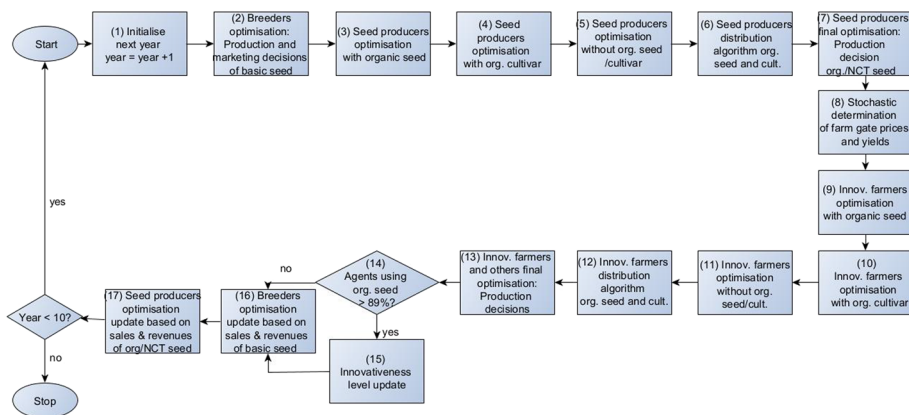 Start
(1) Initialise
next year
year = year +1
(2) Breeders
optimisation:
Production and
marketing decisions
of basic seed
(3) Seed producers
optimisation
with organic seed
(4) Seed
producers
optimisation
with org. cultivar
(5) Seed producers
optimisation
without org. seed
/cultivar
(6) Seed producers
distribution
algorithm org.
seed and cult.
(7) Seed producers
final optimisation:
Production
decision
org./NCT seed
(8) Stochastic
determination
of farm gate prices
and yields
(9) Innov. farmers
optimisation
with organic seed
(10)
Innov. farmers
optimisation
with org. cultivar
(11) Innov. farmers
optimisation
without org.
seed/cult.
(12) Innov. farmers
distribution
algorithm
org. seed and cult.
(13) Innov. farmers
and others final
optimisation:
Production
decisions
(14)
Agents using
org. seed
> 89%?
no
yes
(15)
Innovativeness
level update
(16) Breeders
optimisation
update based on
sales & revenues
of basic seed
(17) Seed producers
optimisation
update based on
sales & revenues
of org/NCT seed
Year < 10?
yes
no
Stop